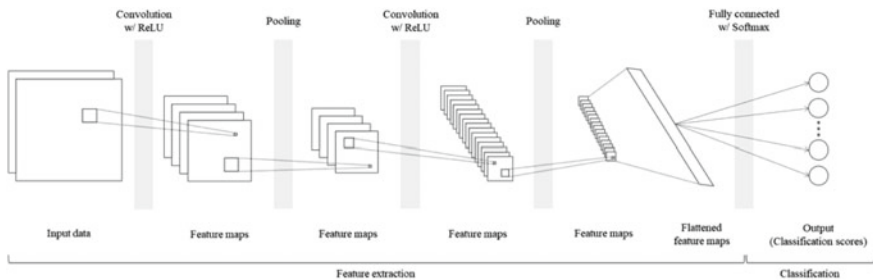 Convolution
w/ ReLU
Pooling
Convolution
w/ ReLU
Pooling
Fully connected
w/ Softmax
Input data
Feature maps
Feature maps
Feature maps
Feature maps
Flattened
feature maps
Output
(Classification scores)
Feature extraction
Classification